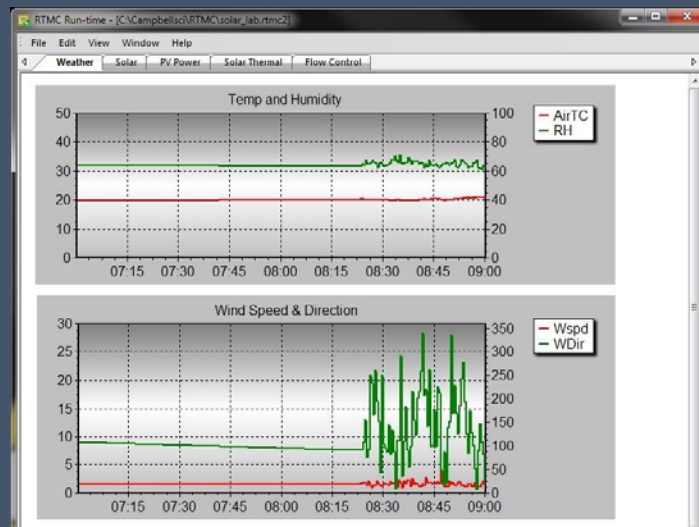 RTMC Run-time - [C:\Campbellsci\RTMC\solar_lab.rtmc2]
File Edit View Window Help
Weather Solar PV Power Solar Thermal Flow Control
Temp and Humidity
50 100
40 80
30 60
20 40
10 20
0 0
07:15 07:30 07:45 08:00 08:15 08:30 08:45 09:00
AirTC
RH
Wind Speed & Direction
30 350
25 300
20 250
15 200
10 150
5 100
0 50
0
07:15 07:30 07:45 08:00 08:15 08:30 08:45 09:00
Wspd
WDir